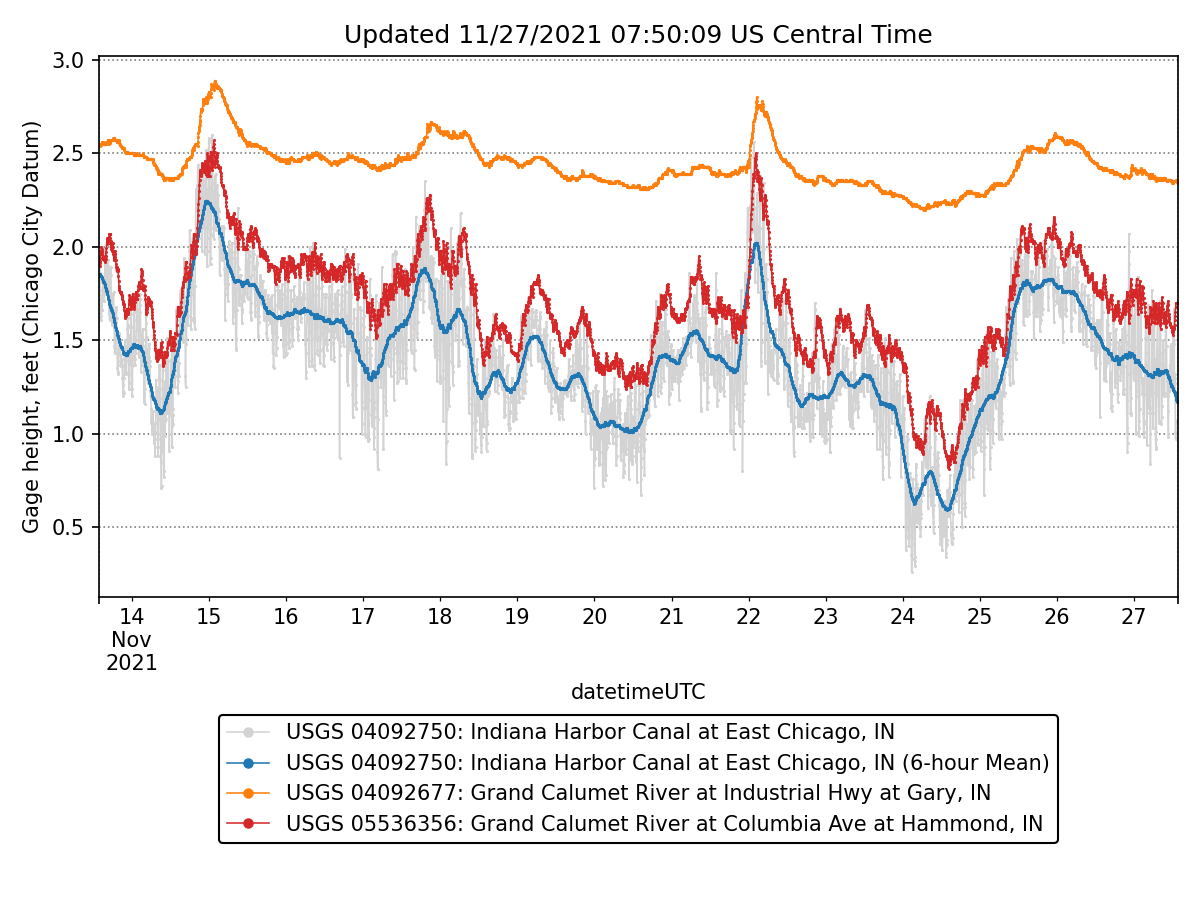 Updated 11/27/2021 07:50:09 US Central Time
Gage height, feet (Chicago City Datum)
3.0
2.5
2.0
1.5
1.0
0.5
14 15 16 17 18 19 20 21 22 23 24 25 26 27
Nov
2021
datetimeUTC
USGS 04092750: Indiana Harbor Canal at East Chicago, IN
USGS 04092750: Indiana Harbor Canal at East Chicago, IN (6-hour Mean)
USGS 04092677: Grand Calumet River at Industrial Hwy at Gary, IN
USGS 05536356: Grand Calumet River at Columbia Ave at Hammond, IN